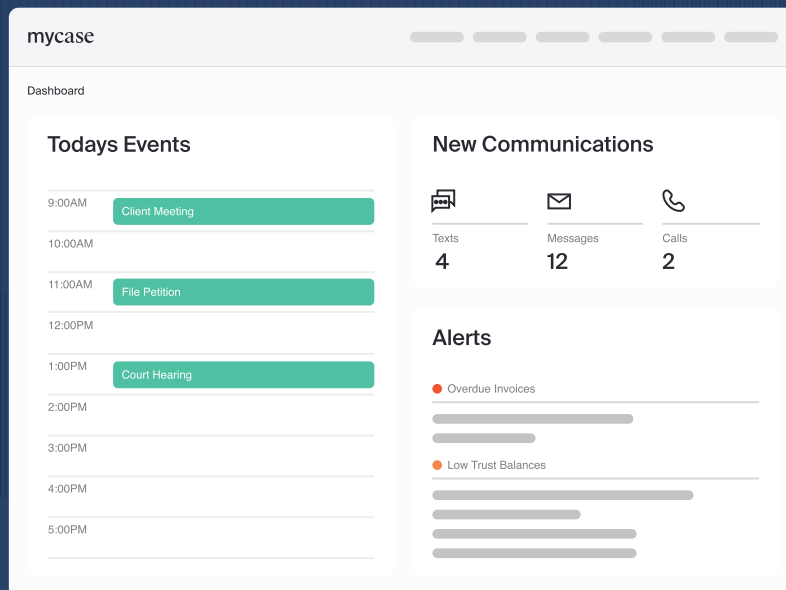 mycase
Dashboard
Todays Events
9:00AM
Client Meeting
10:00AM
11:00AM
File Petition
12:00PM
1:00PM
Court Hearing
2:00PM
3:00PM
4:00PM
5:00PM
New Communications
Texts
4
Messages
12
Calls
2
Alerts
Overdue Invoices
Low Trust Balances